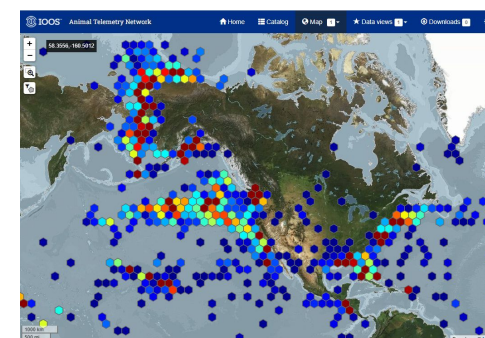 IOOS® Animal Telemetry Network Home Catalog Map 1 Data views 1 Downloads 0
+
58.3556,-160.5012
-
1000 km
500 mi